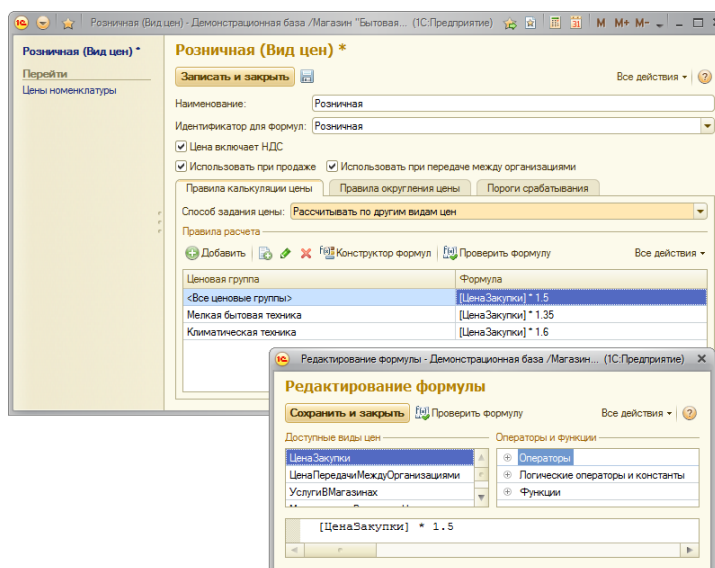 Розничная (Вид цен) - Демонстрационная база /Магазин "Бытовая... (1С:Предприятие) M M+ M-
Розничная (Вид цен) *
Перейти
Цены номенклатуры
Розничная (Вид цен) *
Записать и закрыть Все действия
Наименование: Розничная
Идентификатор для формул: Розничная
Цена включает НДС
Использовать при продаже Использовать при передаче между организациями
Правила калькуляции цены Правила округления цены Пороги срабатывания
Способ задания цены: Рассчитывать по другим видам цен
Правила расчета
Добавить Конструктор формул Проверить формулу Все действия
Ценовая группа Формула
<Все ценовые группы> [ЦенаЗакупки] * 1.5
Мелкая бытовая техника [ЦенаЗакупки] * 1.35
Климатическая техника [ЦенаЗакупки] * 1.6
Редактирование формулы - Демонстрационная база /Магазин... (1С:Предприятие)
Редактирование формулы
Сохранить и закрыть Проверить формулу Все действия
Доступные виды цен Операторы и функции
ЦенаЗакупки Операторы
ЦенаПередачиМеждуОрганизациями Логические операторы и константы
УслугиВМагазинах Функции
[ЦенаЗакупки] * 1.5